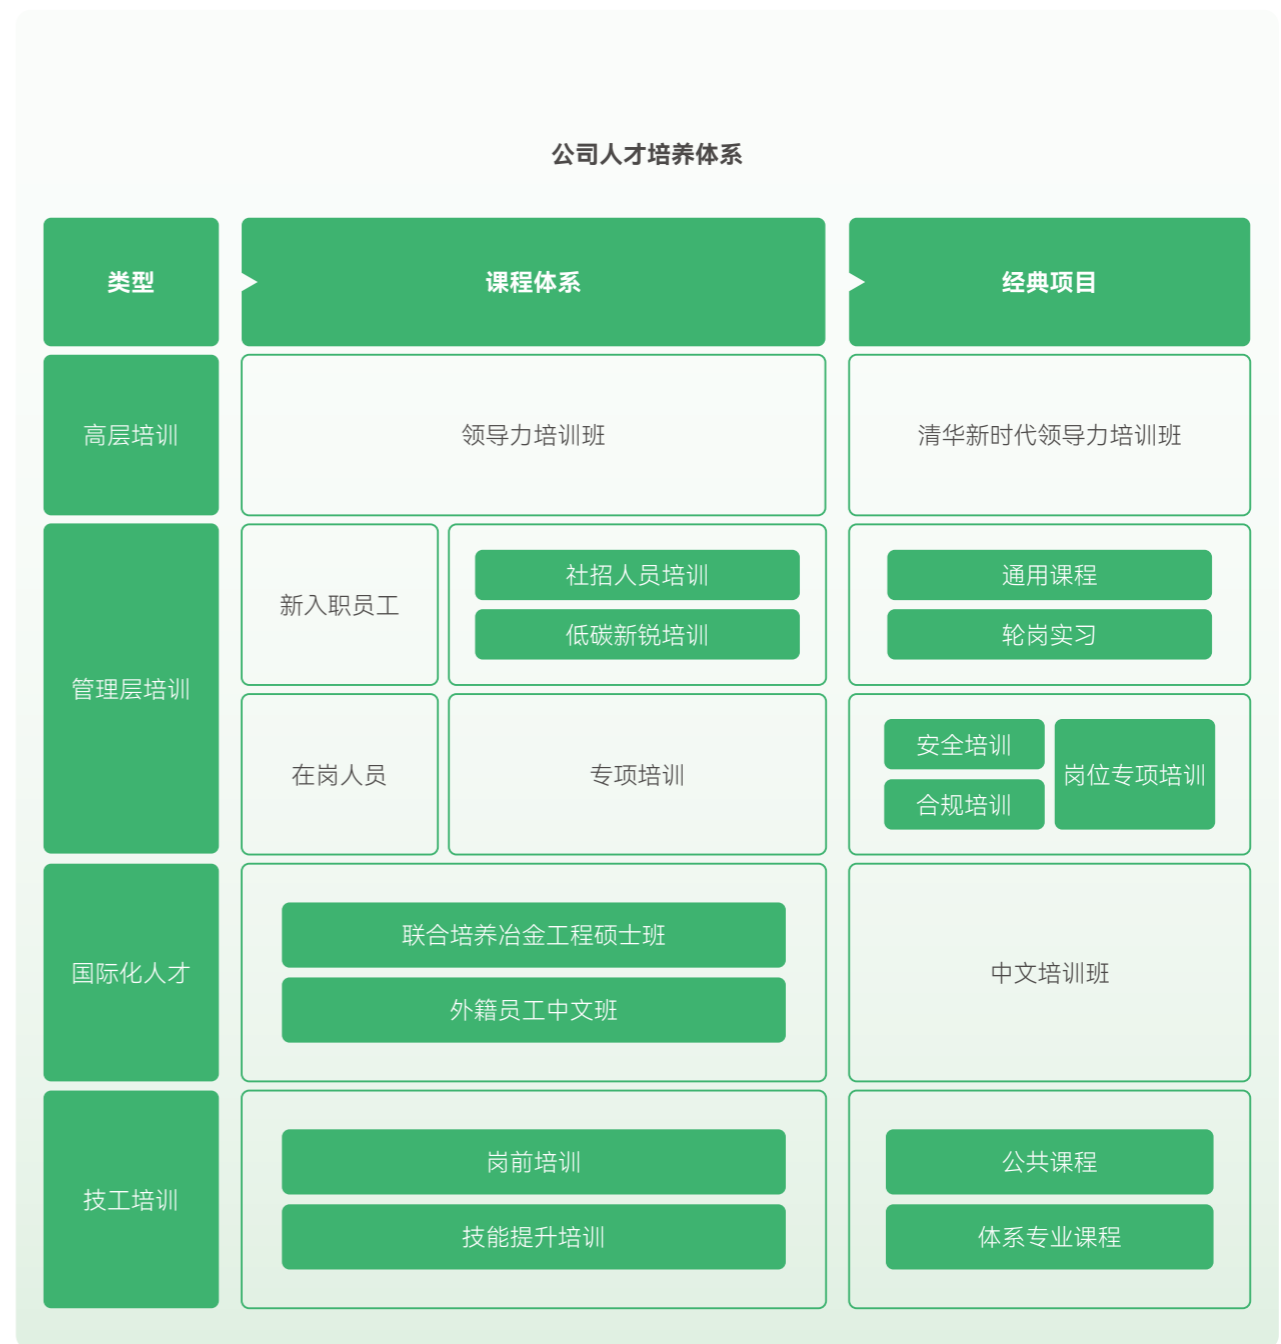 公司人才培养体系
类型
课程体系
经典项目
高层培训
领导力培训班
清华新时代领导力培训班
管理层培训
新入职员工
社招人员培训
低碳新锐培训
通用课程
轮岗实习
在岗人员
专项培训
安全培训
合规培训
岗位专项培训
国际化人才
联合培养冶金工程硕士班
外籍员工中文班
中文培训班
技工培训
岗前培训
技能提升培训
公共课程
体系专业课程